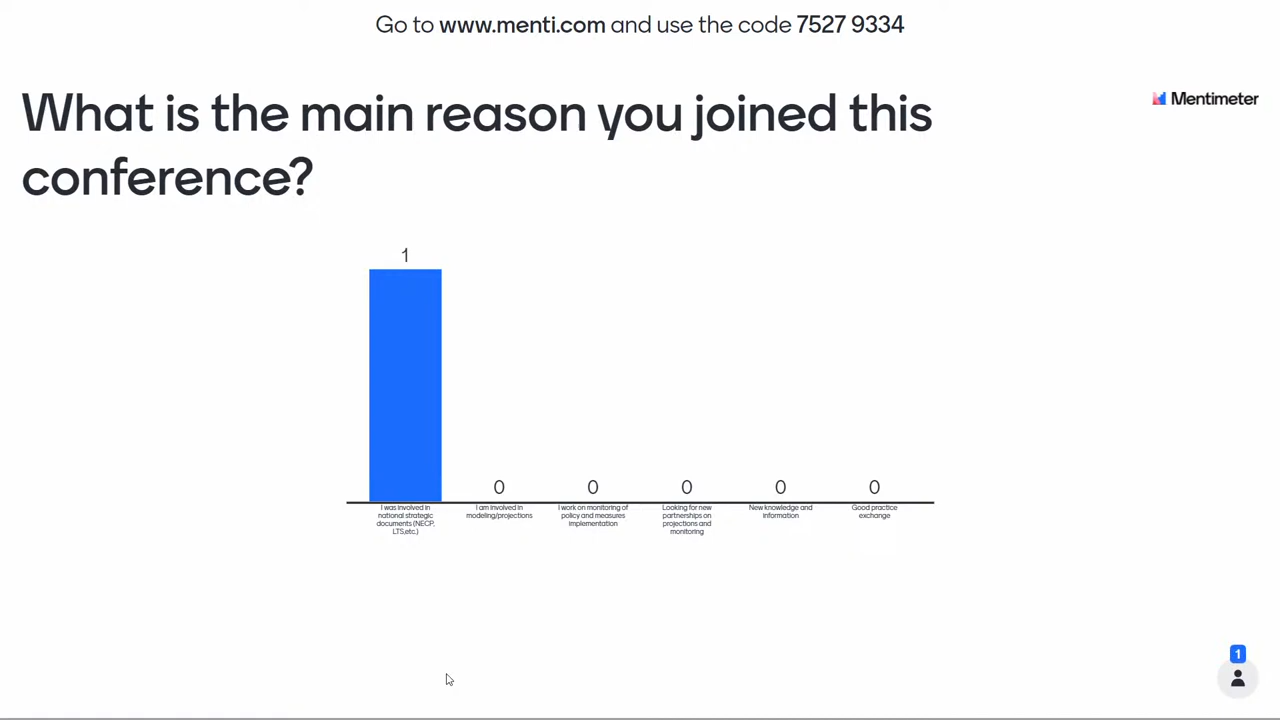 Go to www.menti.com and use the code 7527 9334
What is the main reason you joined this
conference?
Mentimeter
1
0
0
0
0
0
I was involved in
national strategic
documents (NECP,
LTS,etc.)
I am involved in
modeling/projections
I work on monitoring of
policy and measures
implementation
Looking for new
partnerships on
projections and
monitoring
New knowledge and
information
Good practice
exchange
1